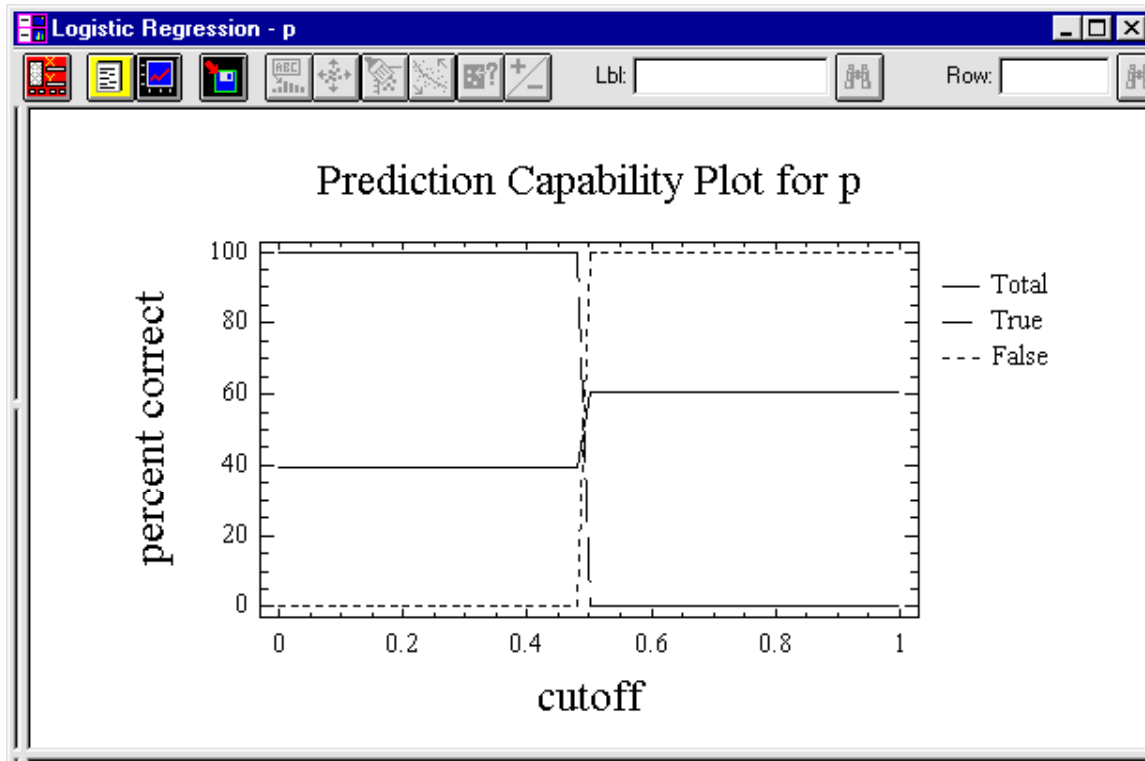 Logistic Regression - p
ABC
Lbl:
Row:
Prediction Capability Plot for p
percent correct
100
80
60
40
20
0
0 0.2 0.4 0.6 0.8 1
cutoff
Total
True
False